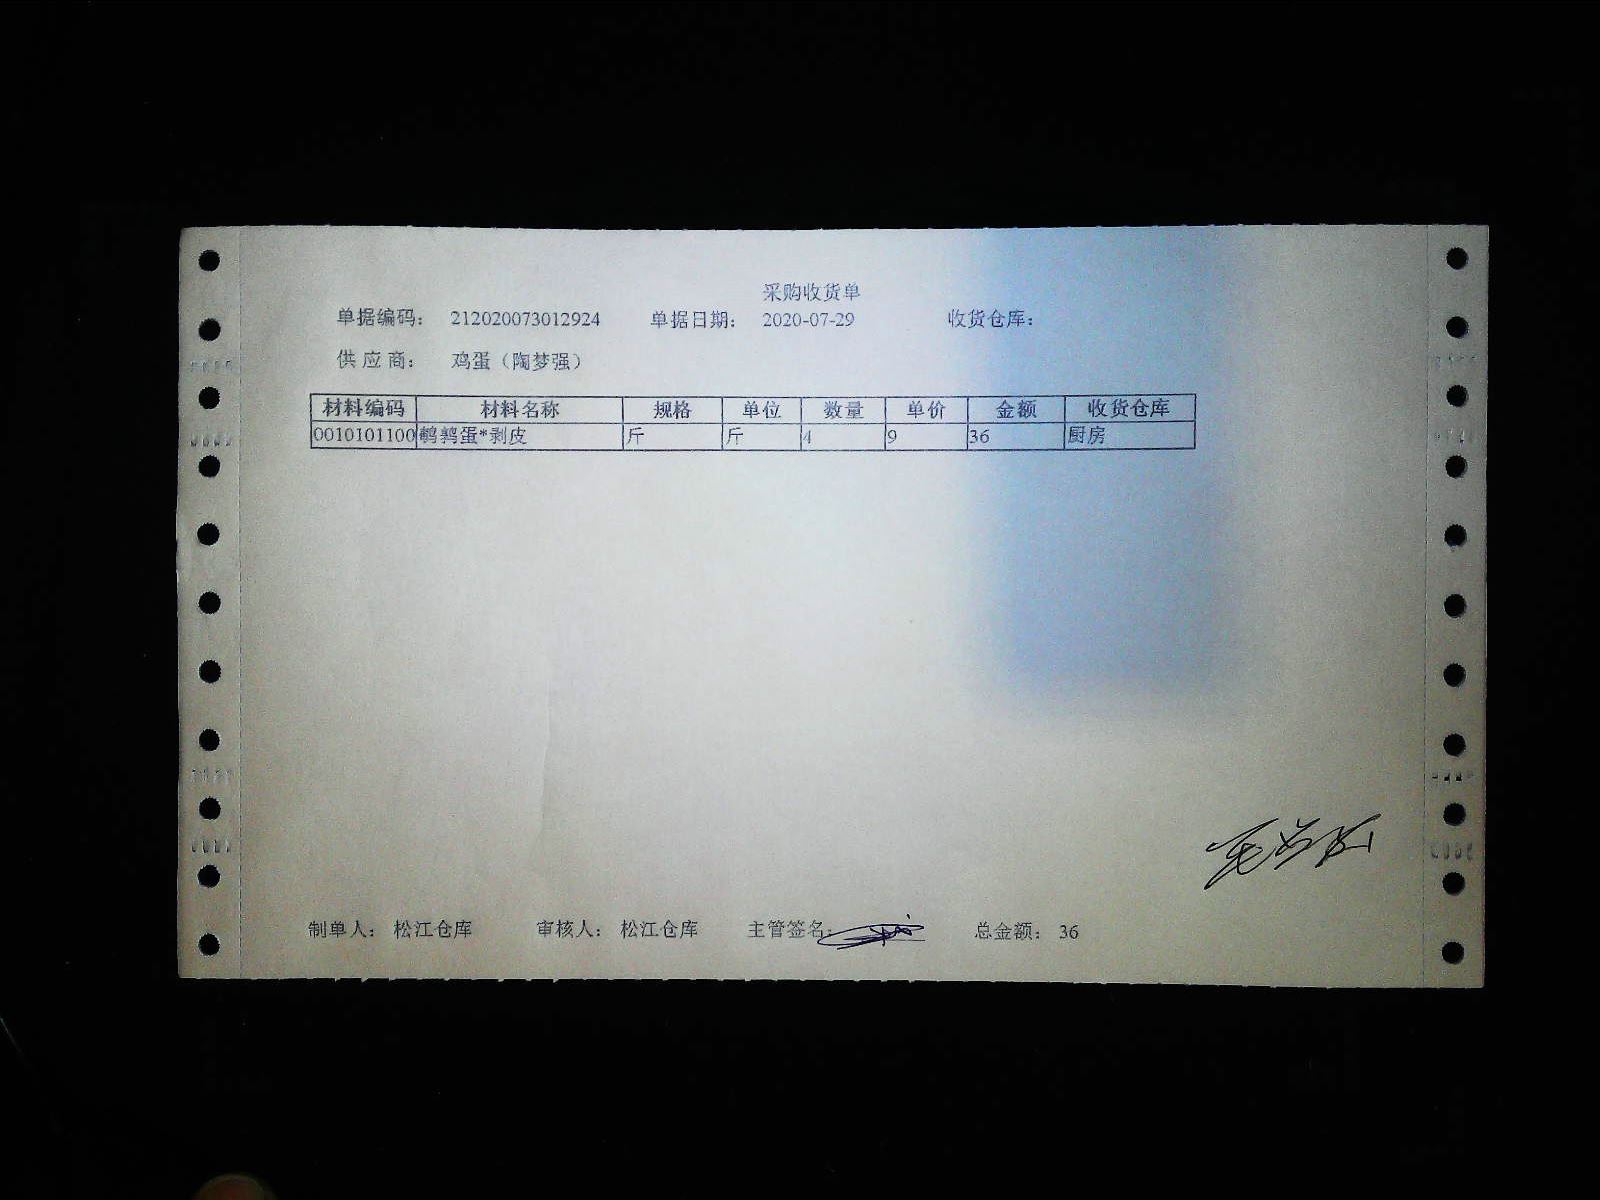 采购收货单
单据编码： 212020073012924 单据日期： 2020-07-29 收货仓库：
供 应 商： 鸡蛋（陶梦强）
材料编码 材料名称 规格 单位 数量 单价 金额 收货仓库
0010101100 鹌鹑蛋*剥皮 斤 斤 4 9 36 厨房
制单人： 松江仓库 审核人： 松江仓库 主管签名： 总金额： 36